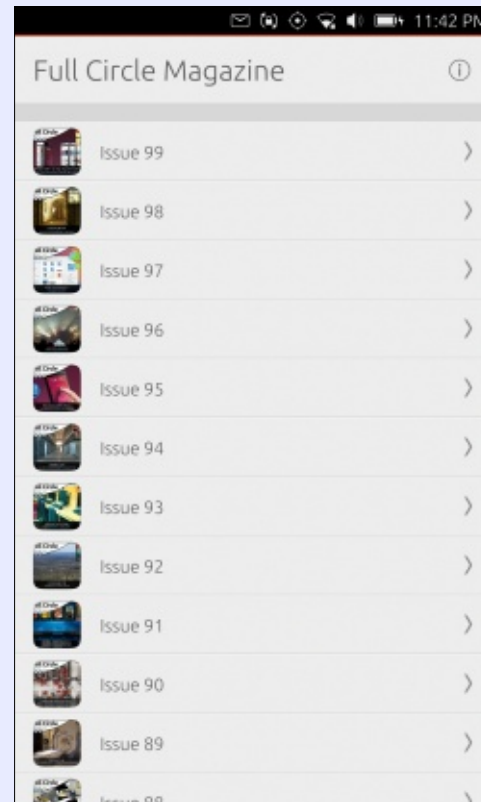 11:42 PM
Full Circle Magazine
Issue 99
Issue 98
Issue 97
Issue 96
Issue 95
Issue 94
Issue 93
Issue 92
Issue 91
Issue 90
Issue 89